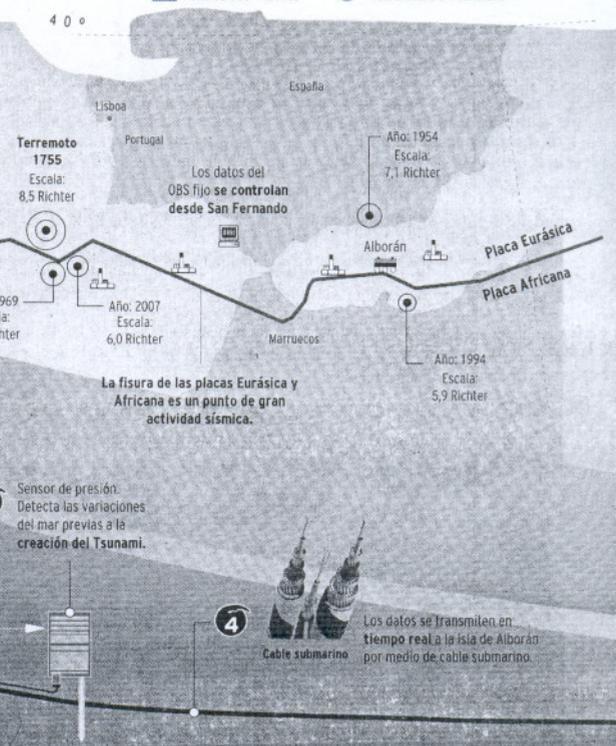 40º
España
Lisboa
Portugal
Terremoto
1755
Escala:
8,5 Richter
Los datos del
OBS fijo se controlan
desde San Fernando
Año: 1954
Escala:
7,1 Richter
Alborán
Placa Eurásica
Placa Africana
969
Año: 2007
Escala:
6,0 Richter
Marruecos
Año: 1994
Escala:
5,9 Richter
La fisura de las placas Eurásica y
Africana es un punto de gran
actividad sísmica.
Sensor de presión.
Detecta las variaciones
del mar previas a la
creación del Tsunami.
4
Cable submarino
Los datos se transmiten en
tiempo real a la isla de Alborán
por medio de cable submarino.